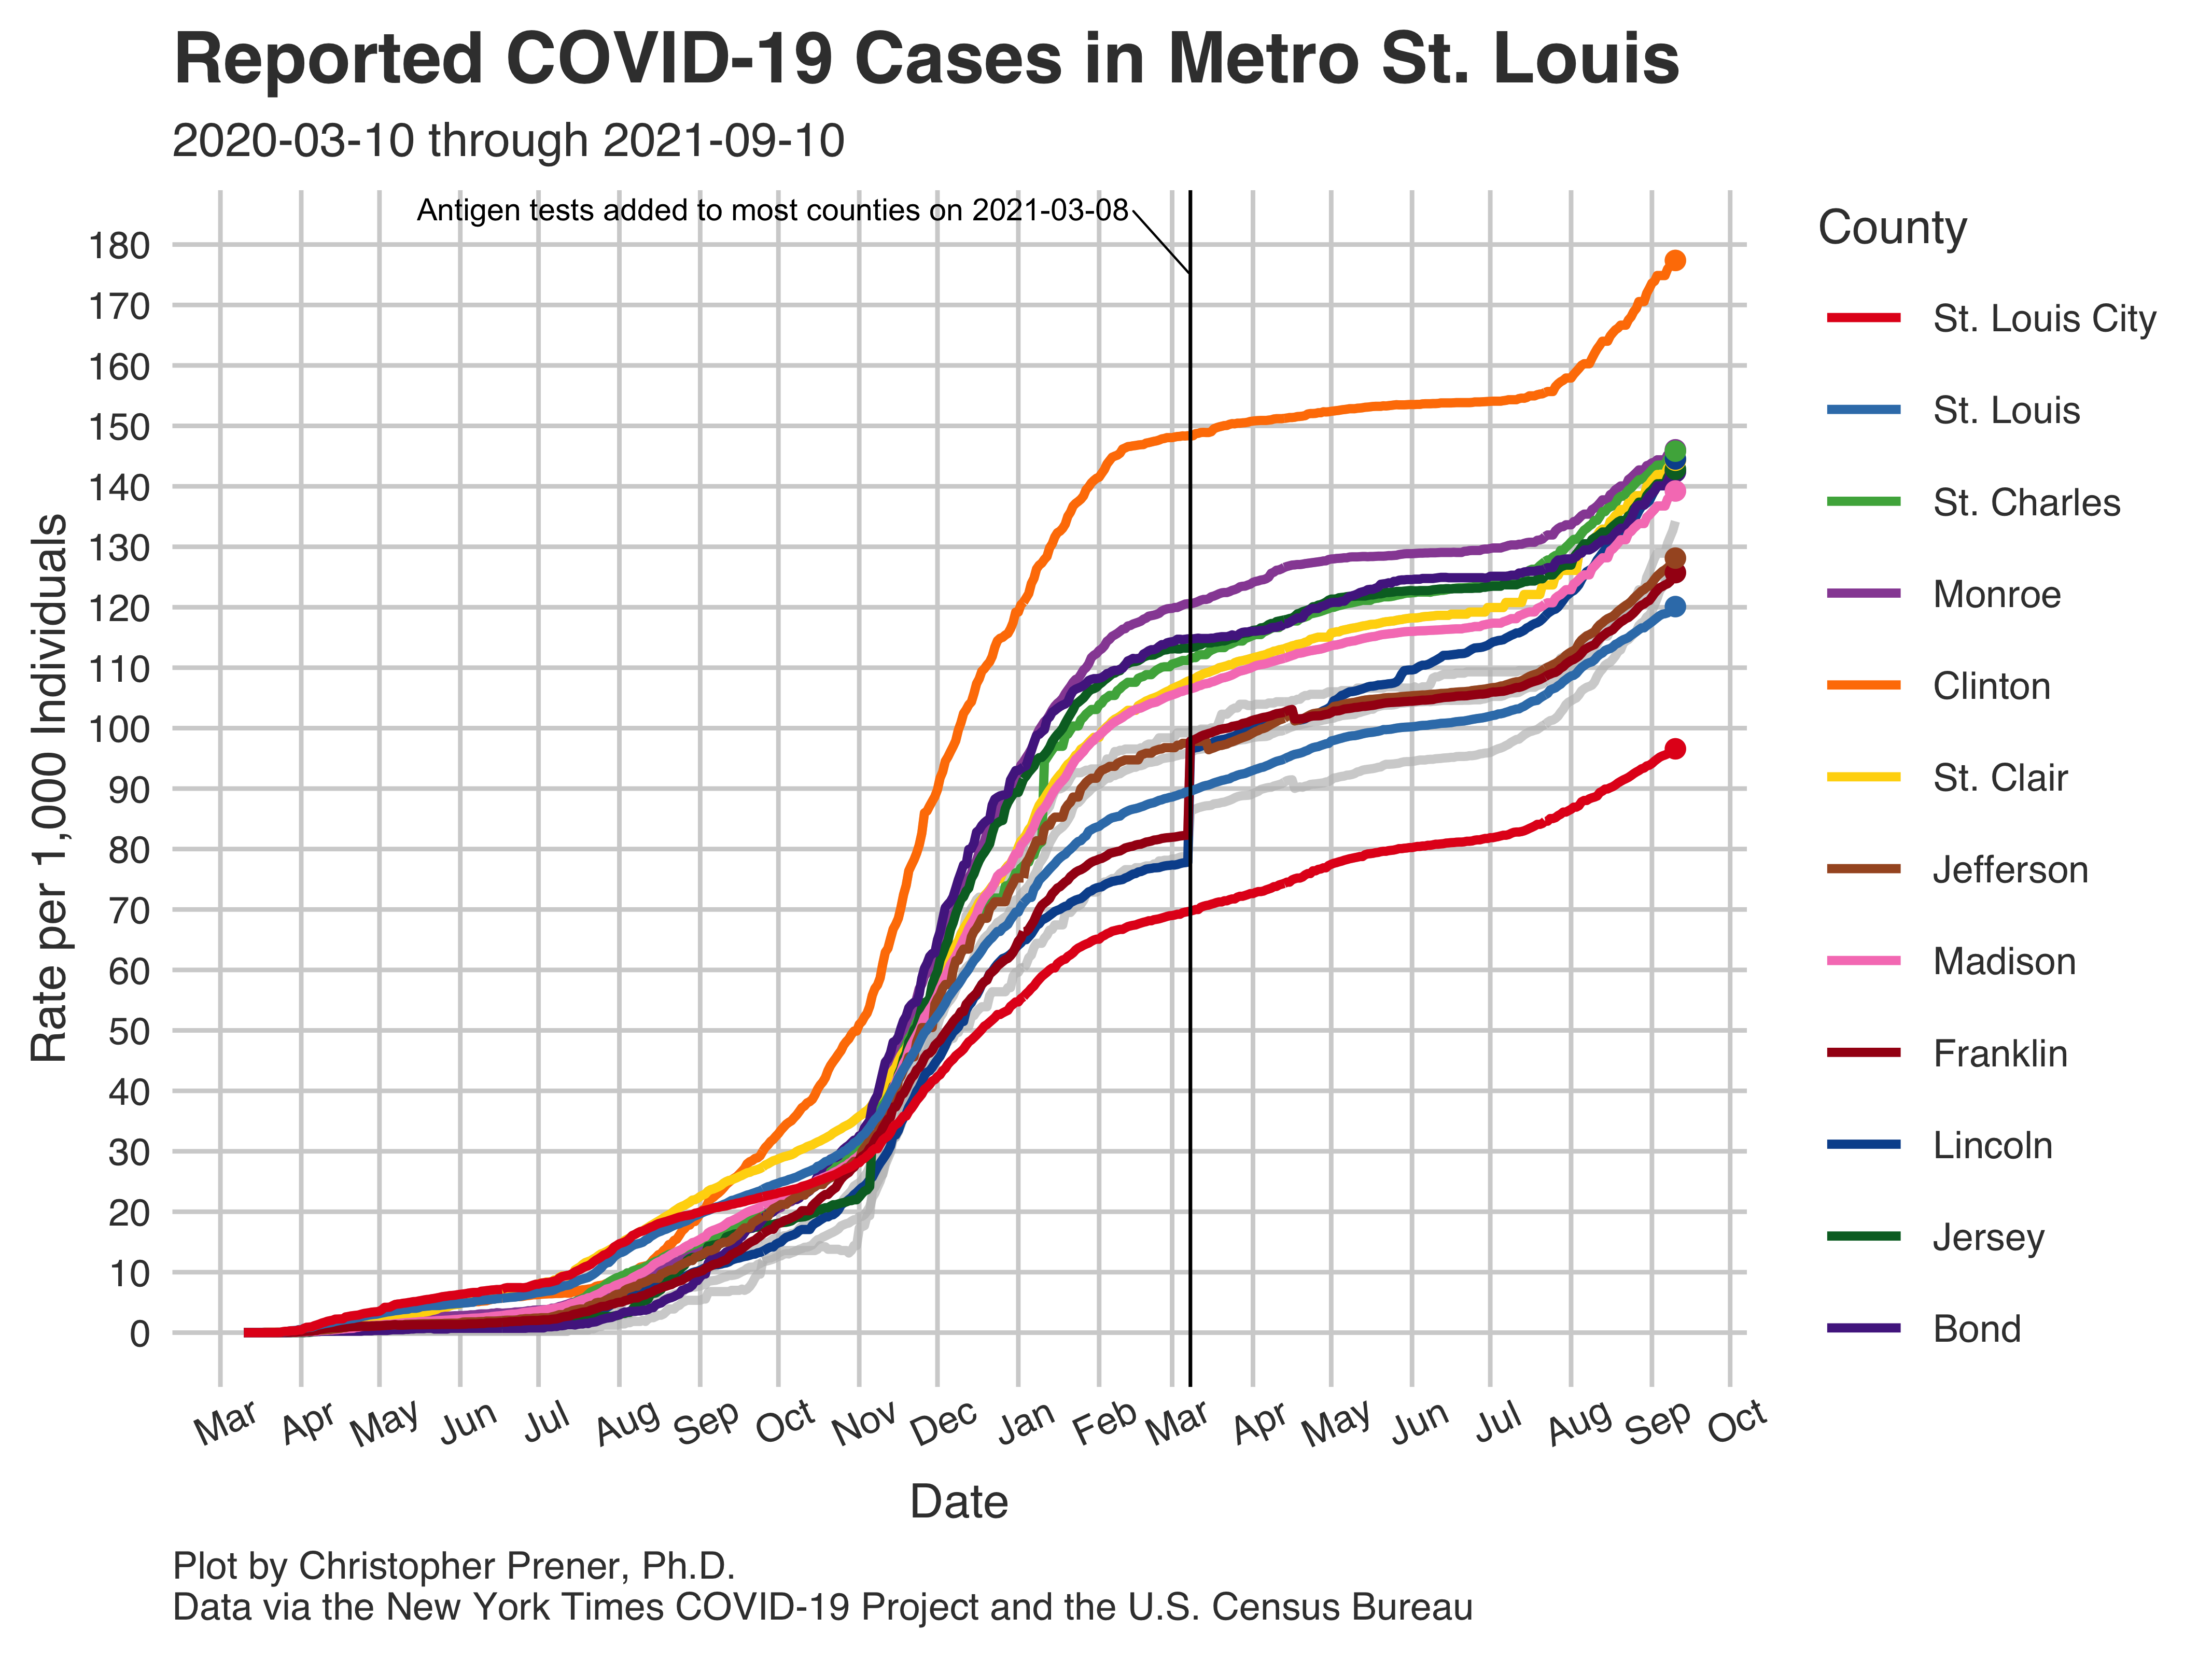 Reported COVID-19 Cases in Metro St. Louis
2020-03-10 through 2021-09-10
Antigen tests added to most counties on 2021-03-08
Rate per 1,000 Individuals
180
170
160
150
140
130
120
110
100
90
80
70
60
50
40
30
20
10
0
Mar Apr May Jun Jul Aug Sep Oct Nov Dec Jan Feb Mar Apr May Jun Jul Aug Sep Oct
Date
County
St. Louis City
St. Louis
St. Charles
Monroe
Clinton
St. Clair
Jefferson
Madison
Franklin
Lincoln
Jersey
Bond
Plot by Christopher Prener, Ph.D.
Data via the New York Times COVID-19 Project and the U.S. Census Bureau